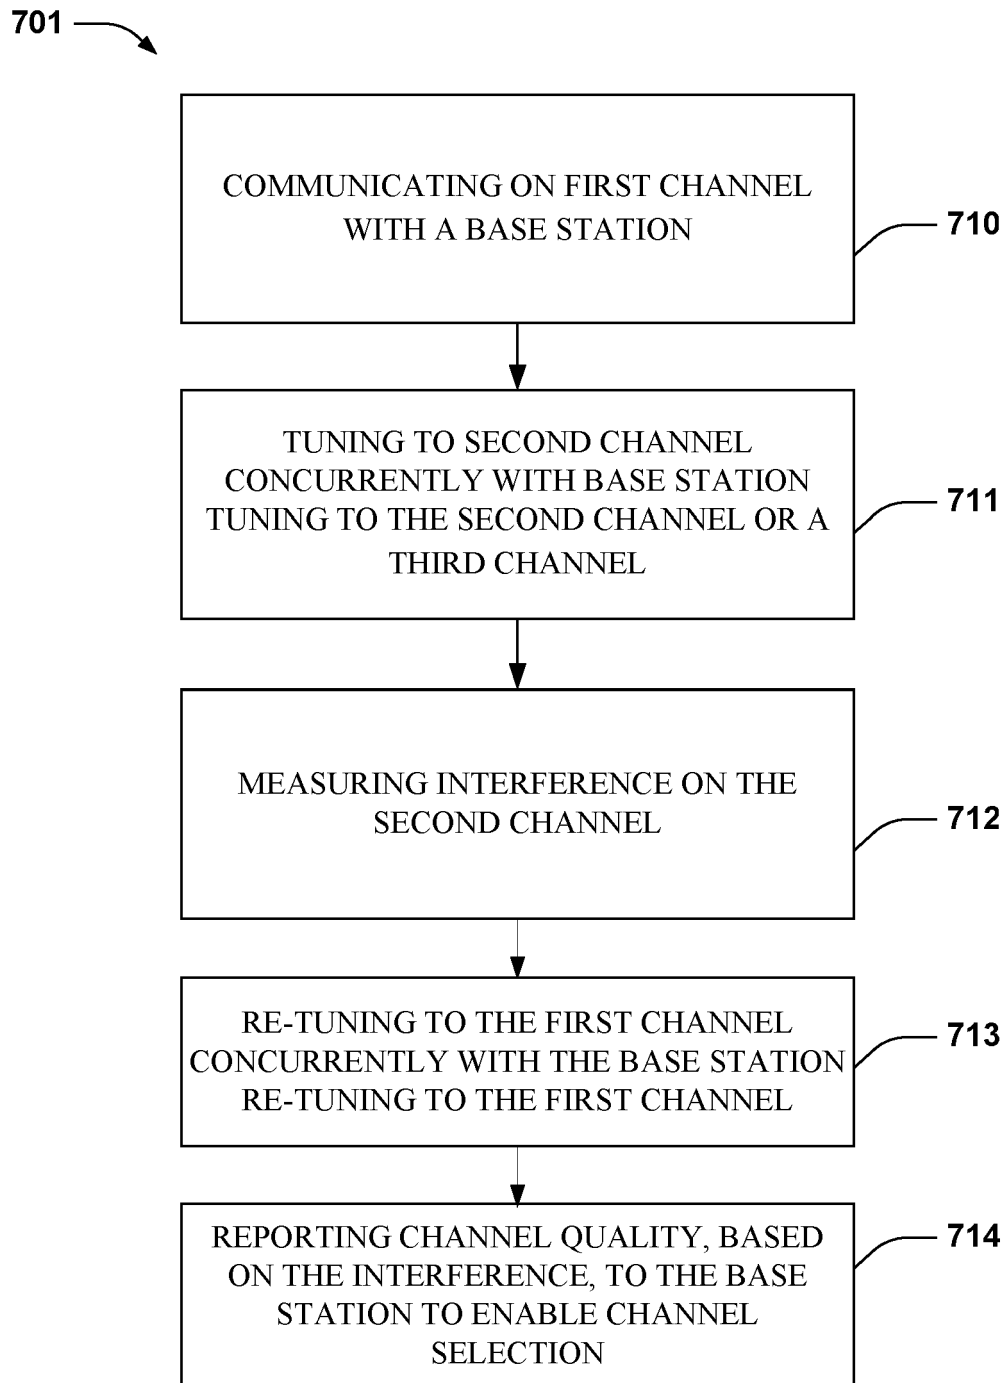 701
COMMUNICATING ON FIRST CHANNEL
WITH A BASE STATION
710
TUNING TO SECOND CHANNEL
CONCURRENTLY WITH BASE STATION
TUNING TO THE SECOND CHANNEL OR A
THIRD CHANNEL
711
MEASURING INTERFERENCE ON THE
SECOND CHANNEL
712
RE-TUNING TO THE FIRST CHANNEL
CONCURRENTLY WITH THE BASE STATION
RE-TUNING TO THE FIRST CHANNEL
713
REPORTING CHANNEL QUALITY, BASED
ON THE INTERFERENCE, TO THE BASE
STATION TO ENABLE CHANNEL
SELECTION
714